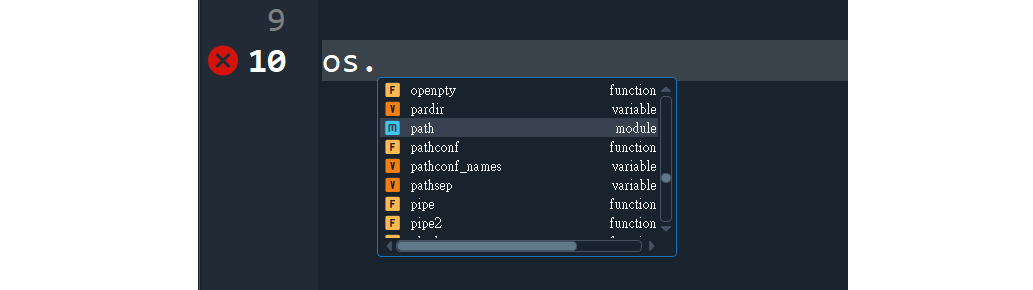 9
10 os.
F openpty function
V pardir variable
m path module
F pathconf function
V pathconf_names variable
V pathsep variable
F pipe function
F pipe2 function